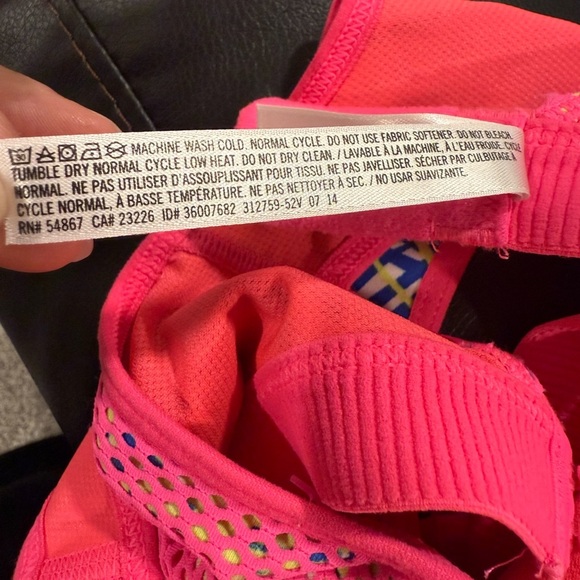 30 MACHINE WASH COLD. NORMAL CYCLE. DO NOT USE FABRIC SOFTENER. DO NOT BLEACH.
TUMBLE DRY NORMAL CYCLE LOW HEAT. DO NOT DRY CLEAN. / LAVABLE À LA MACHINE, À L'EAU FROIDE. CYCLE
NORMAL. NE PAS UTILISER D'ASSOUPLISSANT POUR TISSU. NE PAS JAVELLISER. SÉCHER PAR CULBUTAGE À
CYCLE NORMAL, À BASSE TEMPÉRATURE. NE PAS NETTOYER À SEC. / NO USAR SUAVIZANTE.
RN# 54867 CA# 23226 ID# 36007682 312759-52V 07 14